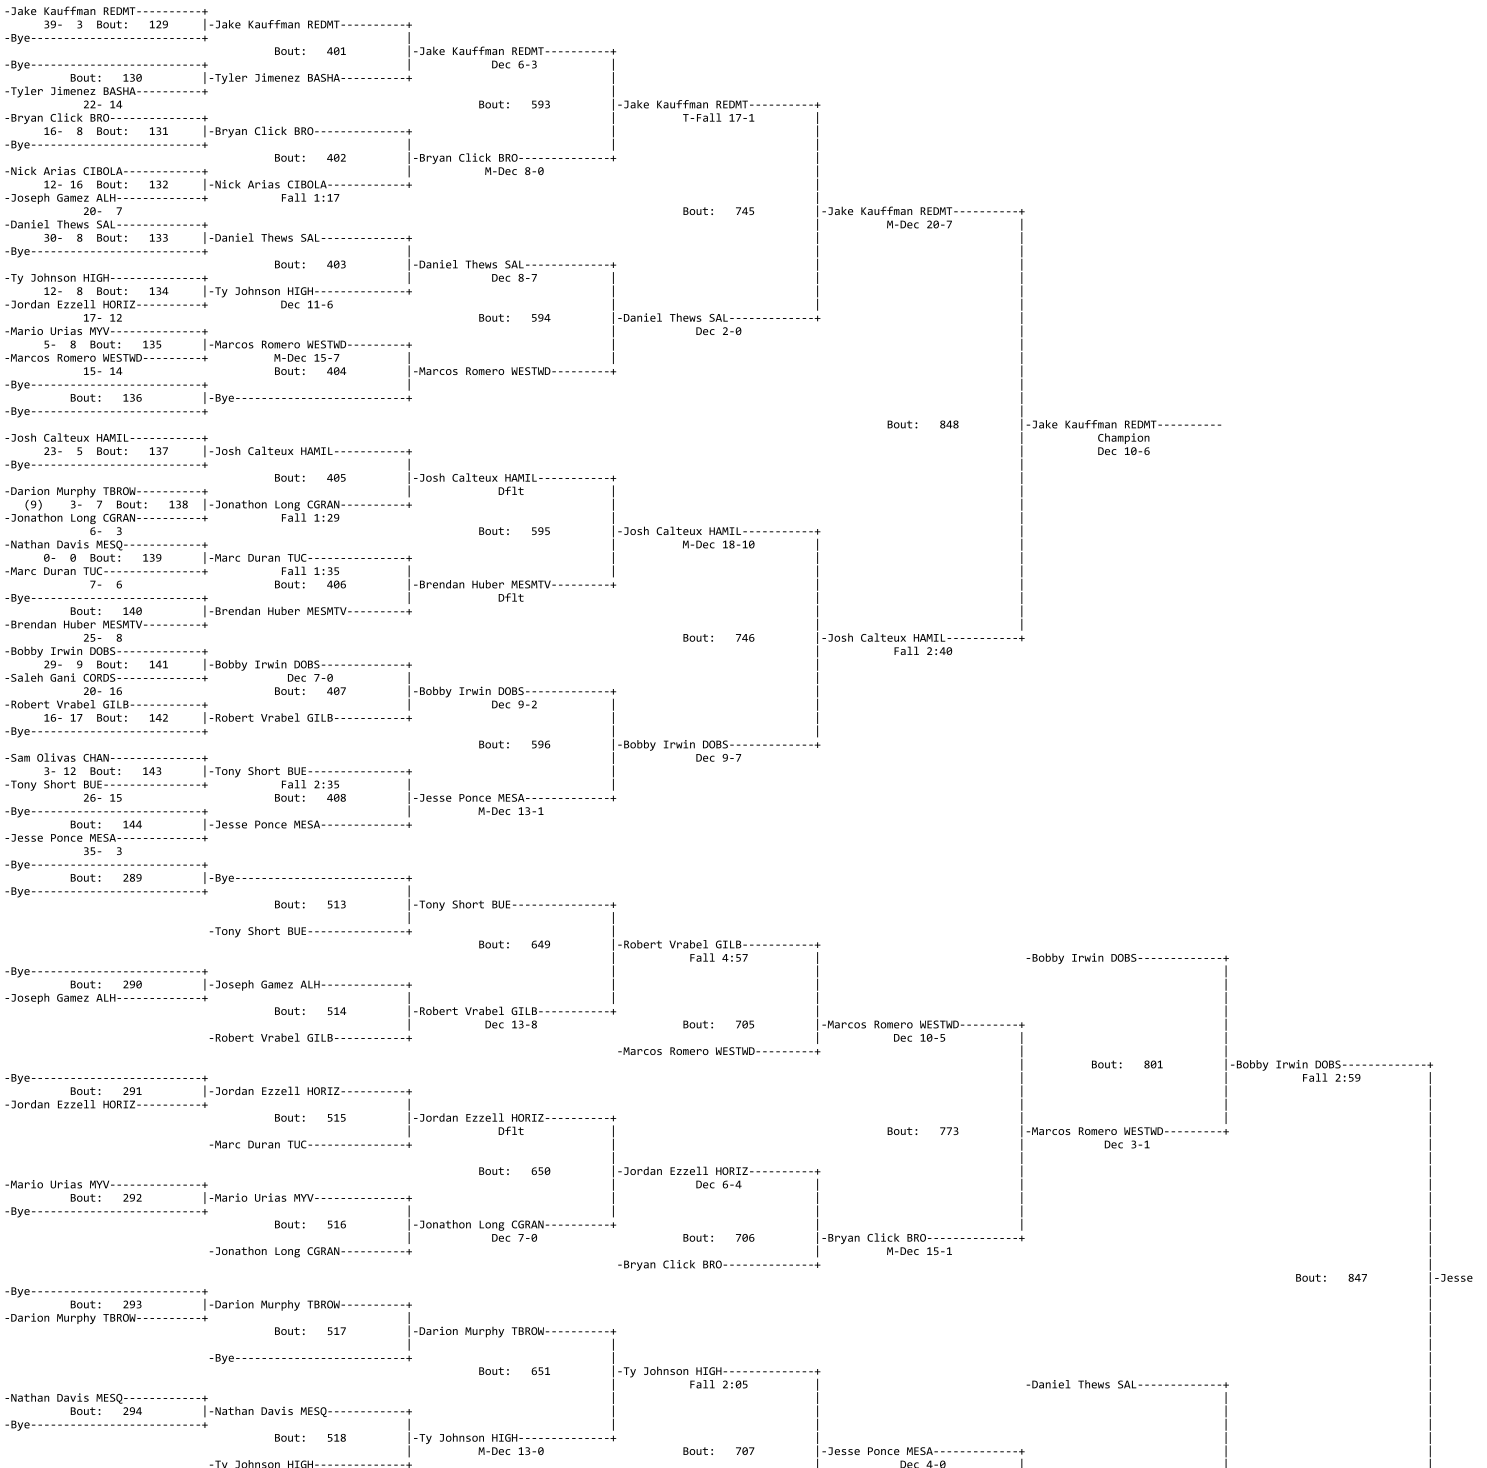 -Jake Kauffman REDMT----------+
39- 3 Bout: 129 |-Jake Kauffman REDMT----------+
-Bye--------------------------+ |
Bout: 401 |-Jake Kauffman REDMT----------+
-Bye--------------------------+ | Dec 6-3 |
Bout: 130 |-Tyler Jimenez BASHA----------+ |
-Tyler Jimenez BASHA----------+ |
22- 14 Bout: 593 |-Jake Kauffman REDMT----------+
-Bryan Click BRO--------------+ | T-Fall 17-1 |
16- 8 Bout: 131 |-Bryan Click BRO--------------+ | |
-Bye--------------------------+ | | |
Bout: 402 |-Bryan Click BRO--------------+ |
-Nick Arias CIBOLA------------+ | M-Dec 8-0 |
12- 16 Bout: 132 |-Nick Arias CIBOLA------------+ |
-Joseph Gamez ALH-------------+ Fall 1:17 |
20- 7 Bout: 745 |-Jake Kauffman REDMT----------+
-Daniel Thews SAL-------------+ | M-Dec 20-7 |
30- 8 Bout: 133 |-Daniel Thews SAL-------------+ | |
-Bye--------------------------+ | | |
Bout: 403 |-Daniel Thews SAL-------------+ | |
-Ty Johnson HIGH--------------+ | Dec 8-7 | | |
12- 8 Bout: 134 |-Ty Johnson HIGH--------------+ | | |
-Jordan Ezzell HORIZ----------+ Dec 11-6 | | |
17- 12 Bout: 594 |-Daniel Thews SAL-------------+ |
-Mario Urias MYV--------------+ | Dec 2-0 |
5- 8 Bout: 135 |-Marcos Romero WESTWD---------+ | |
-Marcos Romero WESTWD---------+ M-Dec 15-7 | | |
15- 14 Bout: 404 |-Marcos Romero WESTWD---------+ |
-Bye--------------------------+ | |
Bout: 136 |-Bye--------------------------+ |
-Bye--------------------------+ |
Bout: 848 |-Jake Kauffman REDMT----------
-Josh Calteux HAMIL-----------+ | Champion
23- 5 Bout: 137 |-Josh Calteux HAMIL-----------+ | Dec 10-6
-Bye--------------------------+ | |
Bout: 405 |-Josh Calteux HAMIL-----------+ |
-Darion Murphy TBROW----------+ | Dflt | |
(9) 3- 7 Bout: 138 |-Jonathon Long CGRAN----------+ | |
-Jonathon Long CGRAN----------+ Fall 1:29 | |
6- 3 Bout: 595 |-Josh Calteux HAMIL-----------+ |
-Nathan Davis MESQ------------+ | M-Dec 18-10 | |
0- 0 Bout: 139 |-Marc Duran TUC---------------+ | | |
-Marc Duran TUC---------------+ Fall 1:35 | | | |
7- 6 Bout: 406 |-Brendan Huber MESMTV---------+ | |
-Bye--------------------------+ | Dflt | |
Bout: 140 |-Brendan Huber MESMTV---------+ | |
-Brendan Huber MESMTV---------+ | |
25- 8 Bout: 746 |-Josh Calteux HAMIL-----------+
-Bobby Irwin DOBS-------------+ | Fall 2:40
29- 9 Bout: 141 |-Bobby Irwin DOBS-------------+ |
-Saleh Gani CORDS-------------+ Dec 7-0 | |
20- 16 Bout: 407 |-Bobby Irwin DOBS-------------+ |
-Robert Vrabel GILB-----------+ | Dec 9-2 | |
16- 17 Bout: 142 |-Robert Vrabel GILB-----------+ | |
-Bye--------------------------+ | |
Bout: 596 |-Bobby Irwin DOBS-------------+
-Sam Olivas CHAN--------------+ | Dec 9-7
3- 12 Bout: 143 |-Tony Short BUE---------------+ |
-Tony Short BUE---------------+ Fall 2:35 | |
26- 15 Bout: 408 |-Jesse Ponce MESA-------------+
-Bye--------------------------+ | M-Dec 13-1
Bout: 144 |-Jesse Ponce MESA-------------+
-Jesse Ponce MESA-------------+
35- 3
-Bye--------------------------+
Bout: 289 |-Bye--------------------------+
-Bye--------------------------+ |
Bout: 513 |-Tony Short BUE---------------+
| |
-Tony Short BUE---------------+ |
Bout: 649 |-Robert Vrabel GILB-----------+
| Fall 4:57 | -Bobby Irwin DOBS-------------+
-Bye--------------------------+ | | |
Bout: 290 |-Joseph Gamez ALH-------------+ | | |
-Joseph Gamez ALH-------------+ | | | |
Bout: 514 |-Robert Vrabel GILB-----------+ | |
| Dec 13-8 Bout: 705 |-Marcos Romero WESTWD---------+ |
-Robert Vrabel GILB-----------+ | Dec 10-5 | |
-Marcos Romero WESTWD---------+ | |
Bout: 801 |-Bobby Irwin DOBS-------------+
-Bye--------------------------+ | | Fall 2:59 |
Bout: 291 |-Jordan Ezzell HORIZ----------+ | | |
-Jordan Ezzell HORIZ----------+ | | | |
Bout: 515 |-Jordan Ezzell HORIZ----------+ | | |
| Dflt | Bout: 773 |-Marcos Romero WESTWD---------+ |
-Marc Duran TUC---------------+ | | Dec 3-1 |
Bout: 650 |-Jordan Ezzell HORIZ----------+ | |
-Mario Urias MYV--------------+ | Dec 6-4 | | |
Bout: 292 |-Mario Urias MYV--------------+ | | | |
-Bye--------------------------+ | | | | |
Bout: 516 |-Jonathon Long CGRAN----------+ | | |
| Dec 7-0 Bout: 706 |-Bryan Click BRO--------------+ |
-Jonathon Long CGRAN----------+ | M-Dec 15-1 |
-Bryan Click BRO--------------+ |
Bout: 847 |-Jesse
-Bye--------------------------+ |
Bout: 293 |-Darion Murphy TBROW----------+ |
-Darion Murphy TBROW----------+ | |
Bout: 517 |-Darion Murphy TBROW----------+ |
| | |
-Bye--------------------------+ | |
Bout: 651 |-Ty Johnson HIGH--------------+ |
| Fall 2:05 | -Daniel Thews SAL-------------+ |
-Nathan Davis MESQ------------+ | | | |
Bout: 294 |-Nathan Davis MESQ------------+ | | | |
-Bye--------------------------+ | | | | |
Bout: 518 |-Ty Johnson HIGH--------------+ | | |
| M-Dec 13-0 Bout: 707 |-Jesse Ponce MESA-------------+ | |
-Ty Johnson HIGH--------------+ | Dec 4-0 | | |